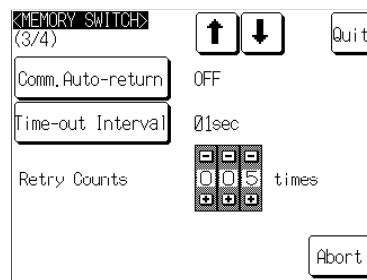 <MEMORY SWITCH>
(3/4)
Quit
Comm.Auto-return OFF
Time-out Interval 01sec
Retry Counts 005 times
Abort